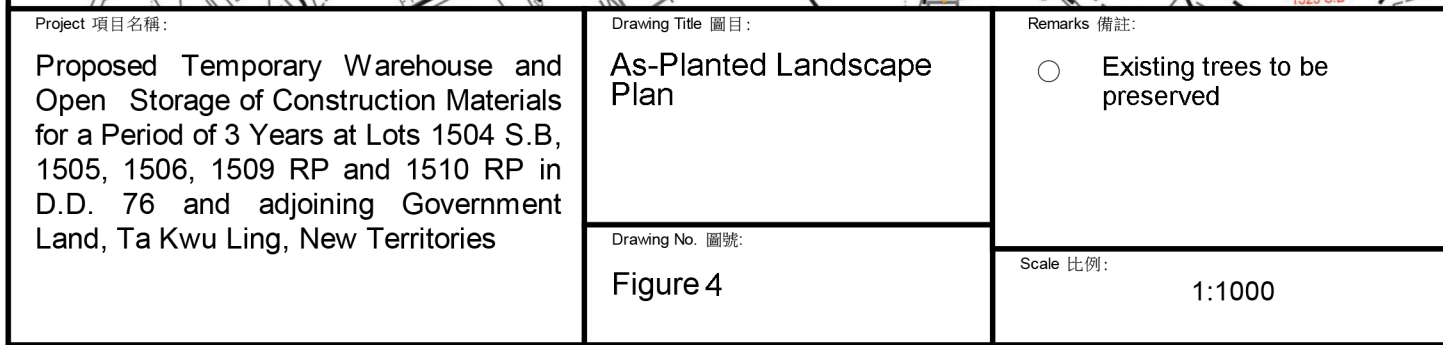 Project 項目名稱:
Proposed Temporary Warehouse and
Open Storage of Construction Materials
for a Period of 3 Years at Lots 1504 S.B,
1505, 1506, 1509 RP and 1510 RP in
D.D. 76 and adjoining Government
Land, Ta Kwu Ling, New Territories
Drawing Title 圖目:
As-Planted Landscape
Plan
Drawing No. 圖號:
Figure 4
Remarks 備註:
Existing trees to be
preserved
Scale 比例:
1:1000